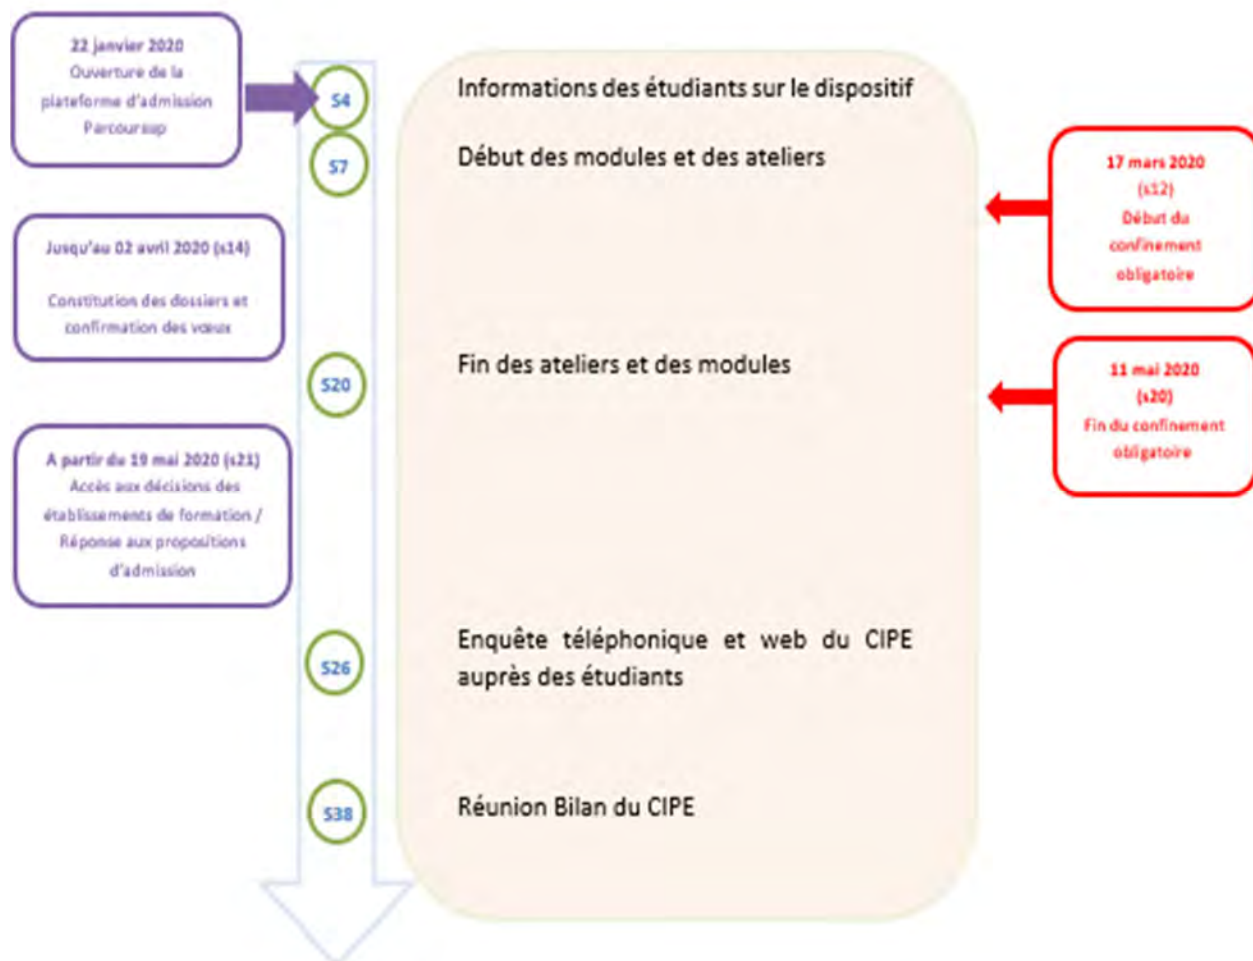 22 janvier 2020
Ouverture de la
plateforme d'admission
Parcoursup
Jusqu'au 02 avril 2020 (s14)
Constitution des dossiers et
confirmation des vœux
A partir du 19 mai 2020 (s21)
Accès aux décisions des
établissements de formation /
Réponse aux propositions
d'admission
S4
S7
S20
S26
S38
Informations des étudiants sur le dispositif
Début des modules et des ateliers
Fin des ateliers et des modules
Enquête téléphonique et web du CIPE
auprès des étudiants
Réunion Bilan du CIPE
17 mars 2020
(s12)
Début du
confinement
obligatoire
11 mai 2020
(s20)
Fin du confinement
obligatoire